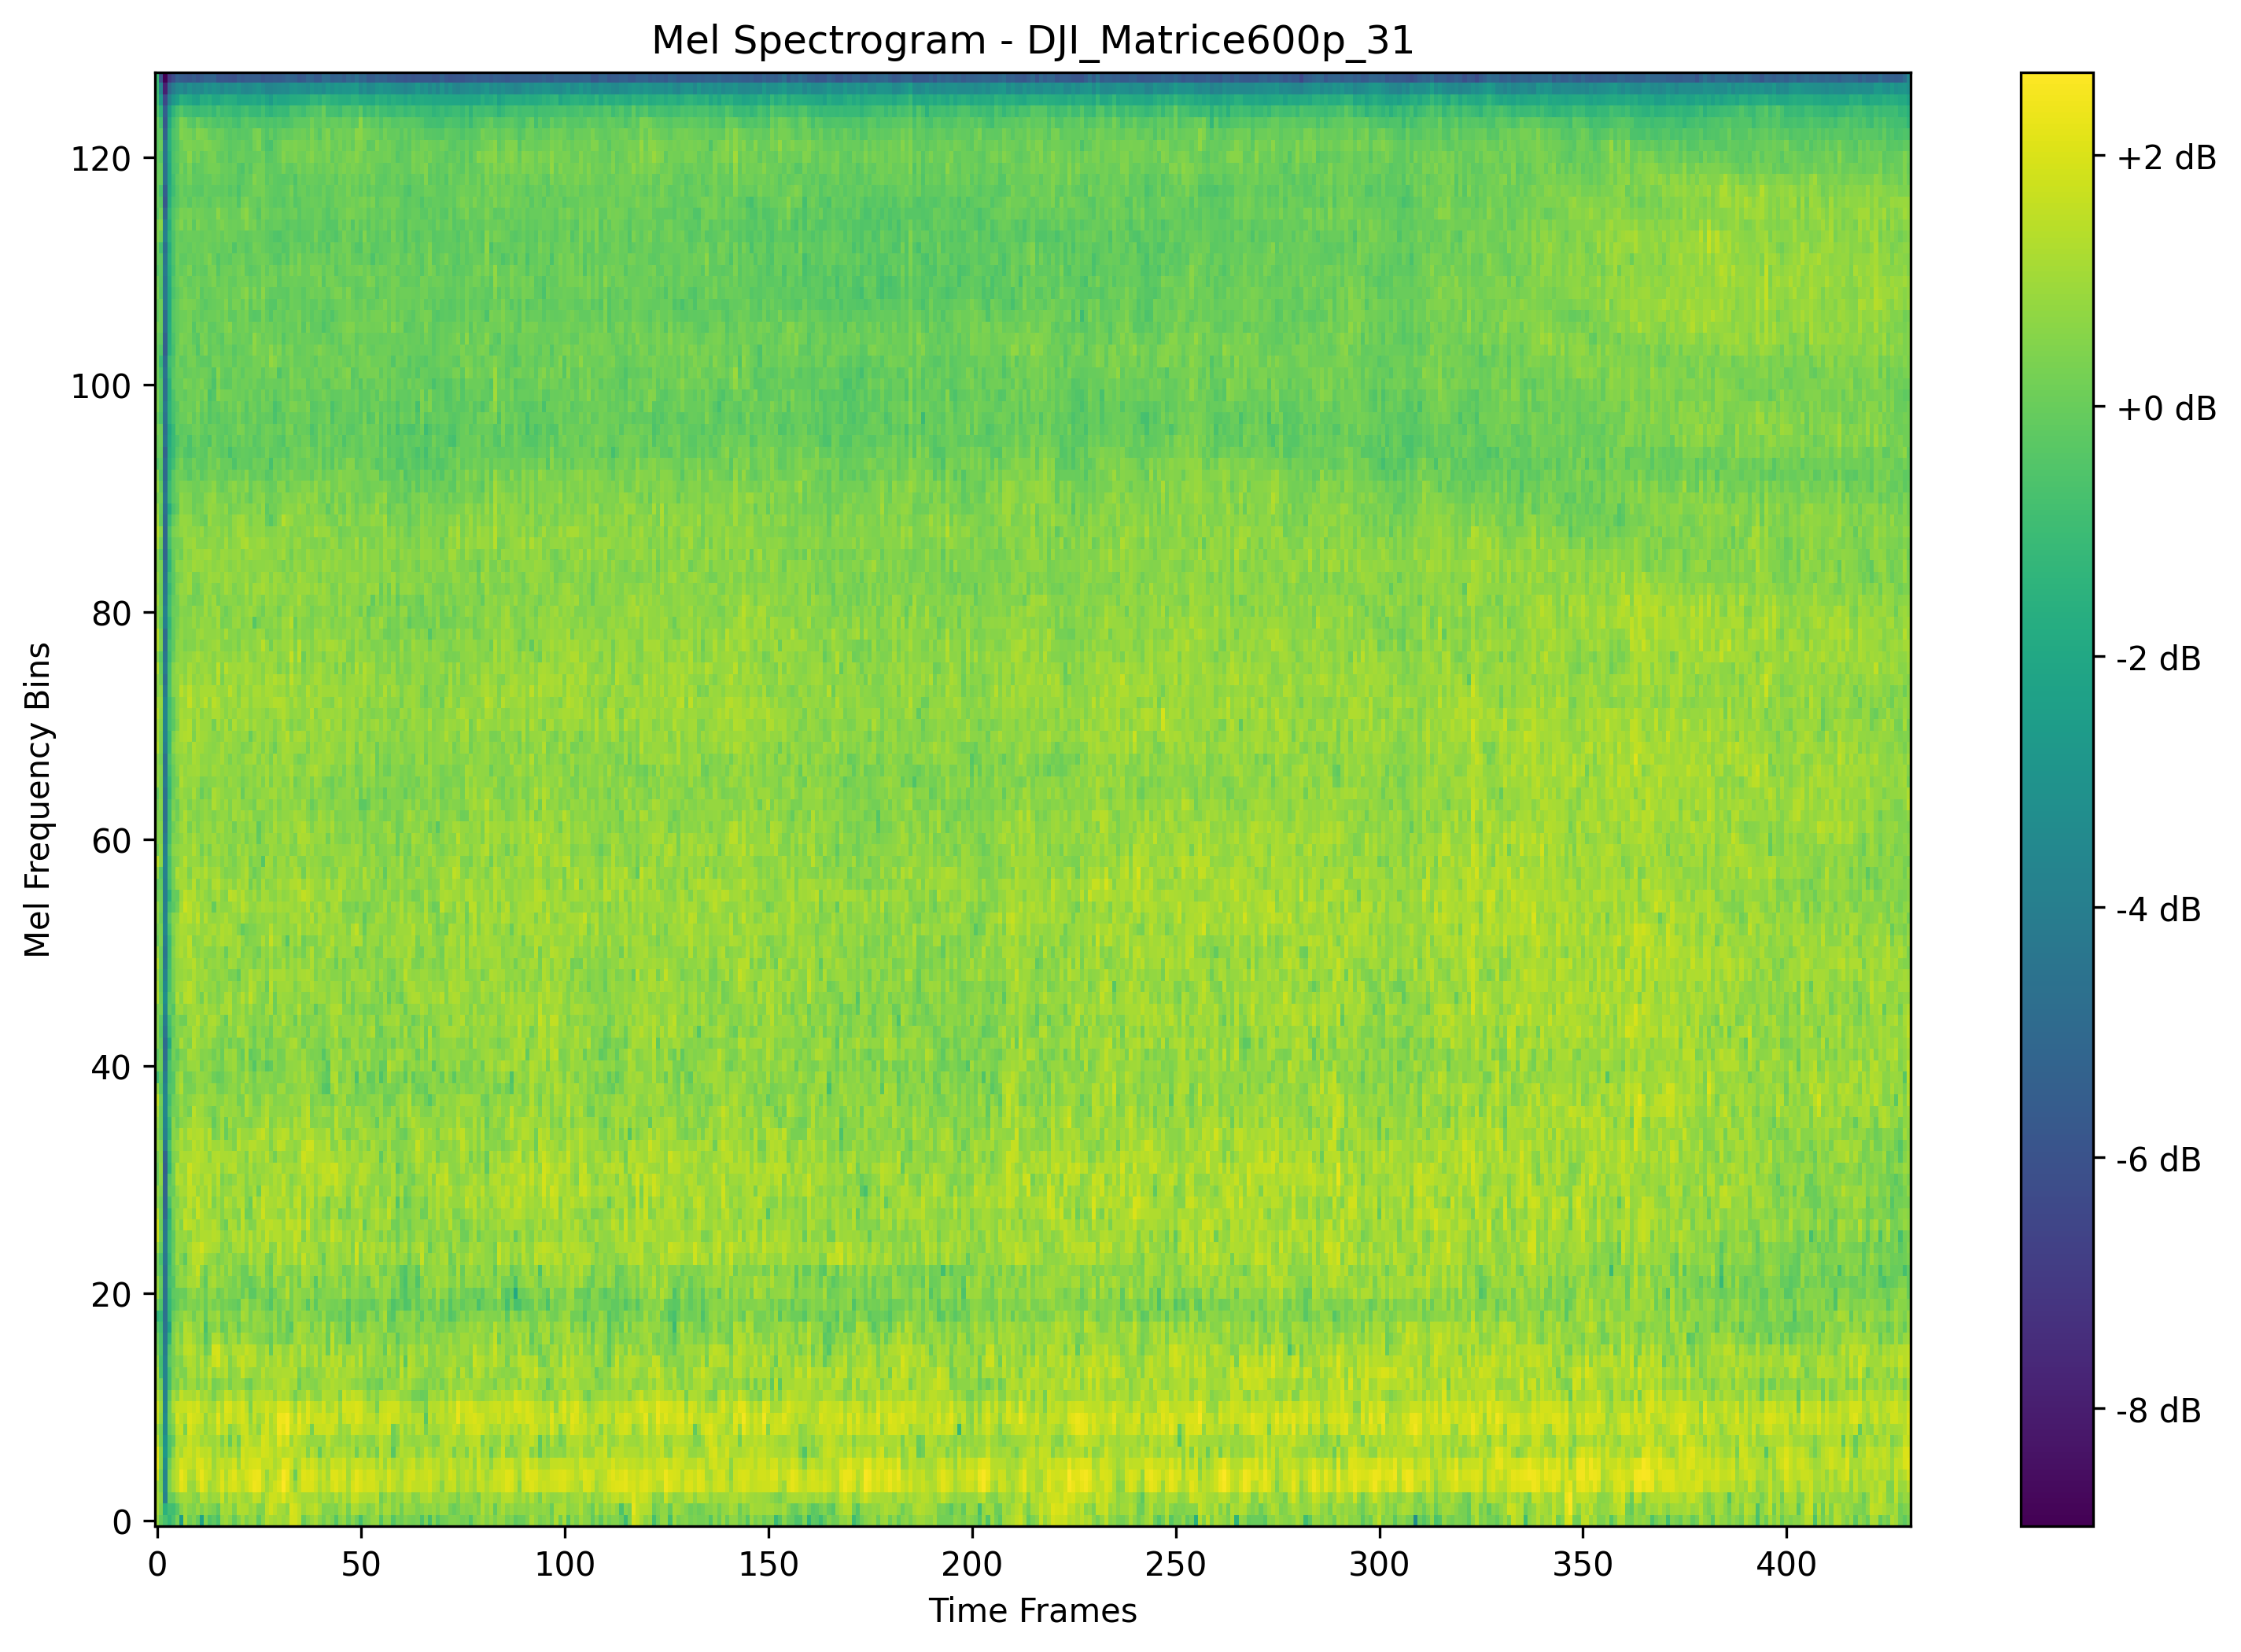 Mel Spectrogram - DJI_Matrice600p_31
Mel Frequency Bins
120
100
80
60
40
20
0
0 50 100 150 200 250 300 350 400
Time Frames
+2 dB
+0 dB
-2 dB
-4 dB
-6 dB
-8 dB